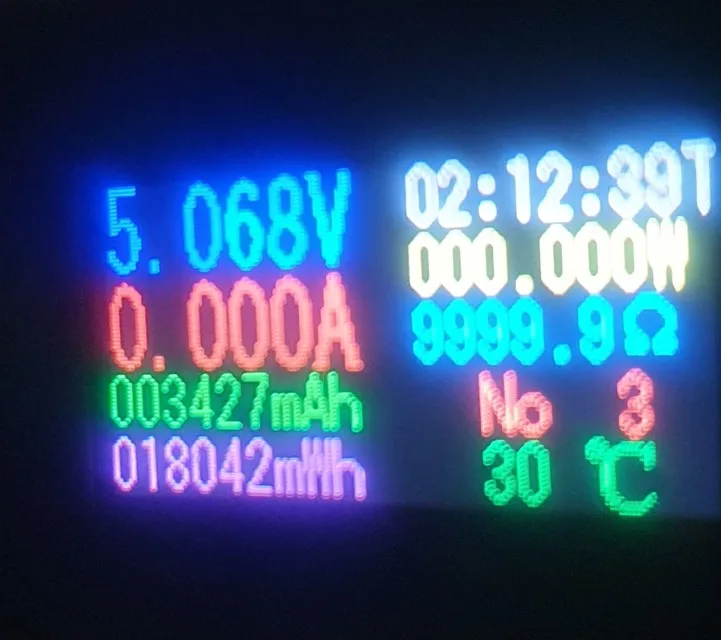 5.068V
0.000A
003427mAh
018042mWh
02:12:39T
000.000W
9999.9Ω
No 3
30 ℃